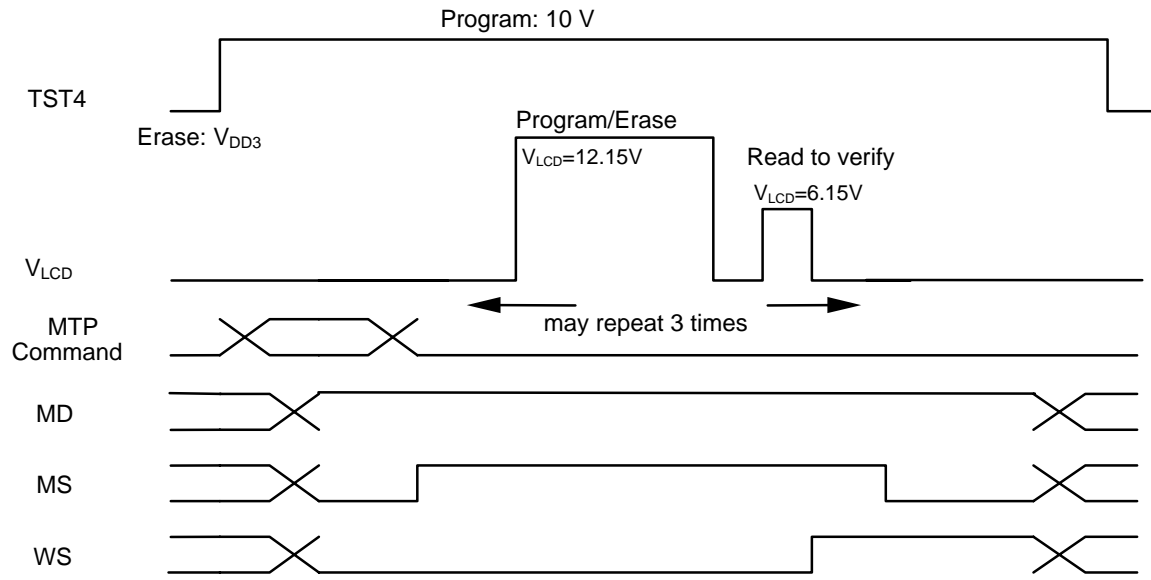 Program: 10 V
TST4
Erase: VDD3
Program/Erase
VLCD=12.15V
Read to verify
VLCD=6.15V
VLCD
may repeat 3 times
MTP
Command
MD
MS
WS